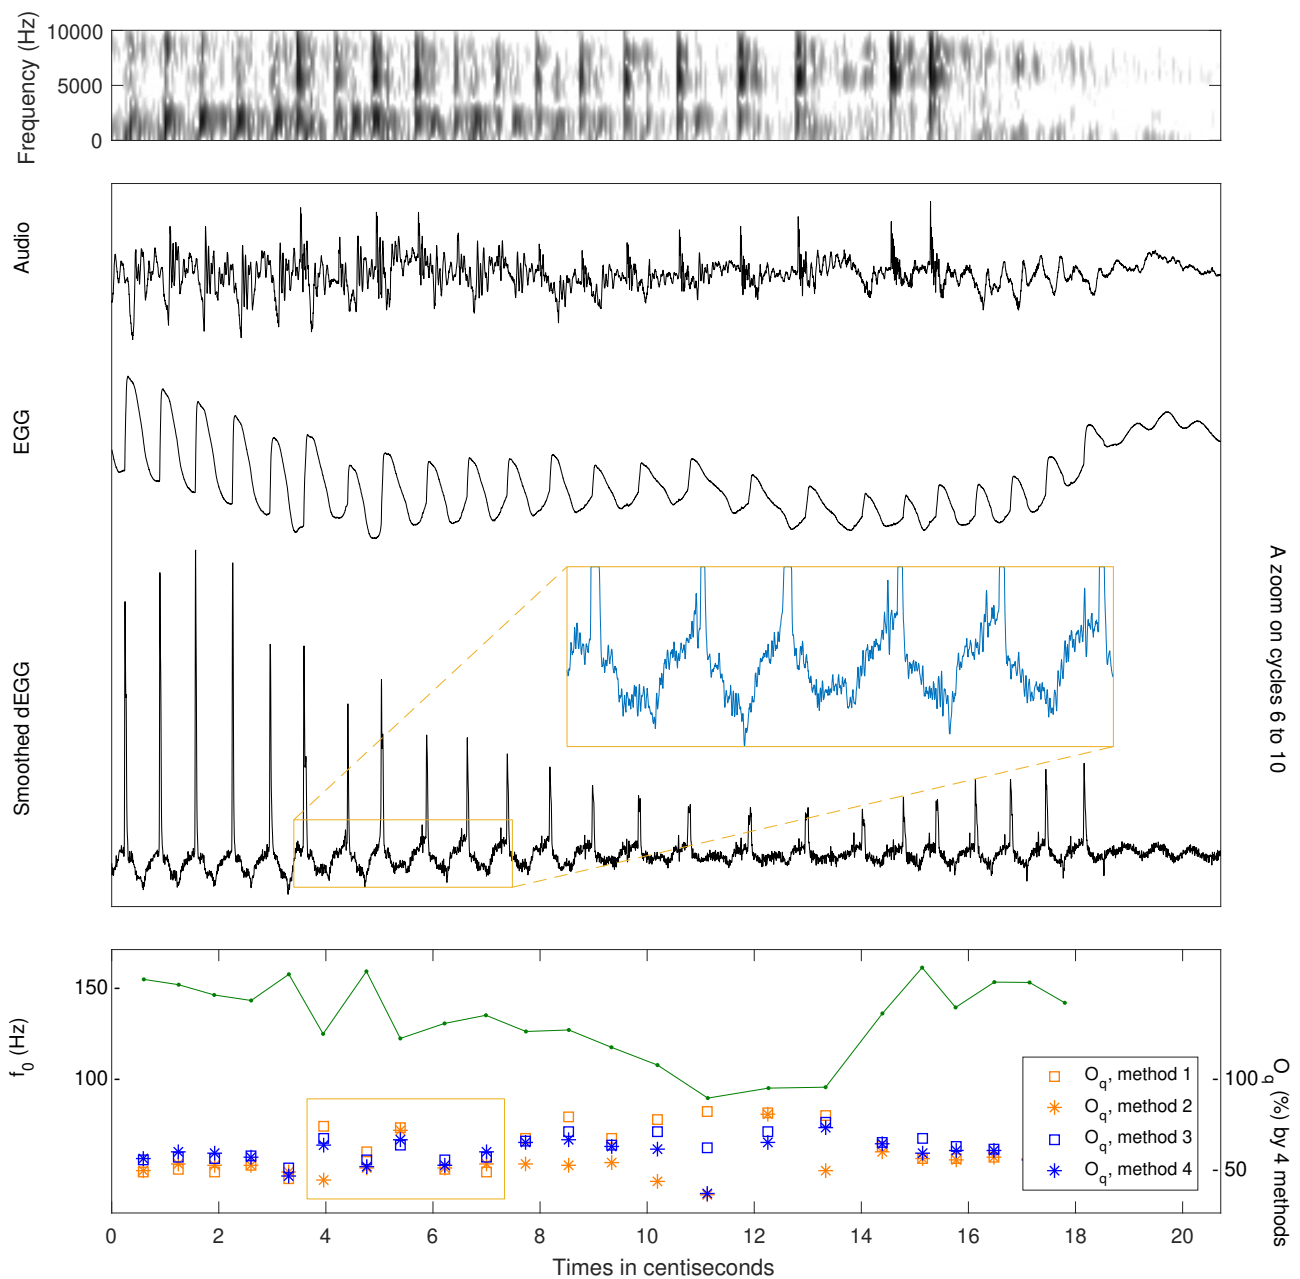 Frequency (Hz)
10000
5000
0
Audio
EGG
Smoothed dEGG
A zoom on cycles 6 to 10
f0 (Hz)
150
100
100
50
Oq (%) by 4 methods
Oq, method 1
Oq, method 2
Oq, method 3
Oq, method 4
0 2 4 6 8 10 12 14 16 18 20
Times in centiseconds